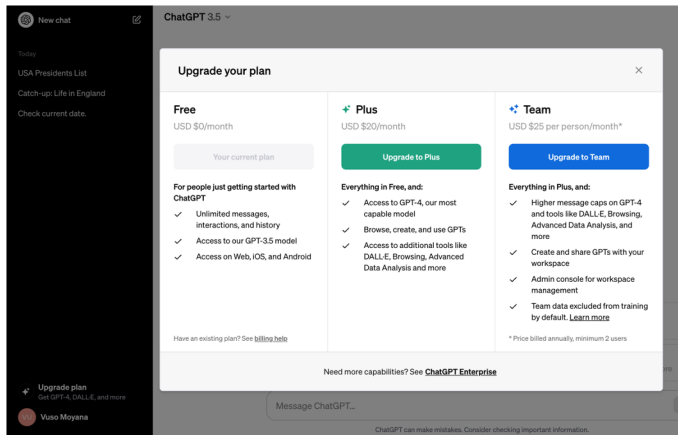 New chat
ChatGPT 3.5
Today
USA Presidents List
Catch-up: Life in England
Check current date.
Upgrade your plan
Free
USD $0/month
Your current plan
For people just getting started with
ChatGPT
Unlimited messages,
interactions, and history
Access to our GPT-3.5 model
Access on Web, iOS, and Android
Have an existing plan? See billing help
Plus
USD $20/month
Upgrade to Plus
Everything in Free, and:
Access to GPT-4, our most
capable model
Browse, create, and use GPTs
Access to additional tools like
DALL·E, Browsing, Advanced
Data Analysis and more
Team
USD $25 per person/month*
Upgrade to Team
Everything in Plus, and:
Higher message caps on GPT-4
and tools like DALL·E, Browsing,
Advanced Data Analysis, and
more
Create and share GPTs with your
workspace
Admin console for workspace
management
Team data excluded from training
by default. Learn more
* Price billed annually, minimum 2 users
Need more capabilities? See ChatGPT Enterprise
Upgrade plan
Get GPT-4, DALL·E, and more
Vuso Moyana
Message ChatGPT...
ChatGPT can make mistakes. Consider checking important information.